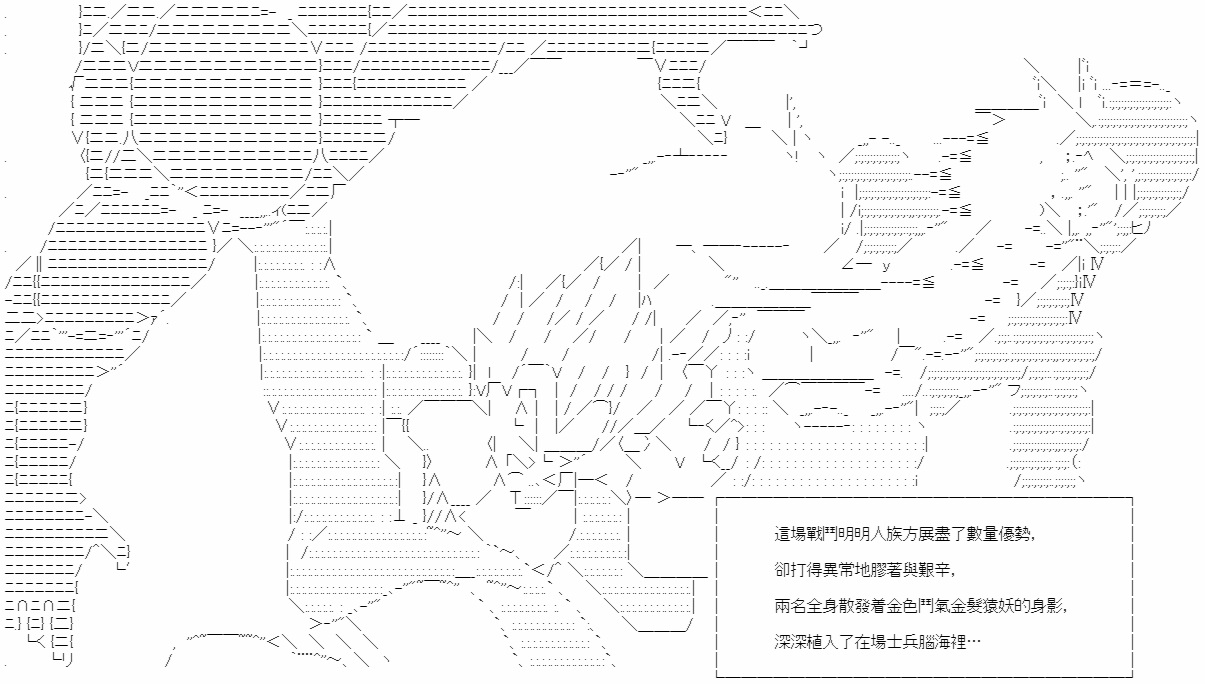 這場戰鬥明明人族方展盡了數量優勢,
卻打得異常地膠著與艱辛,
兩名全身散發着金色鬥氣金髮猿妖的身影,
深深植入了在場士兵腦海裡…